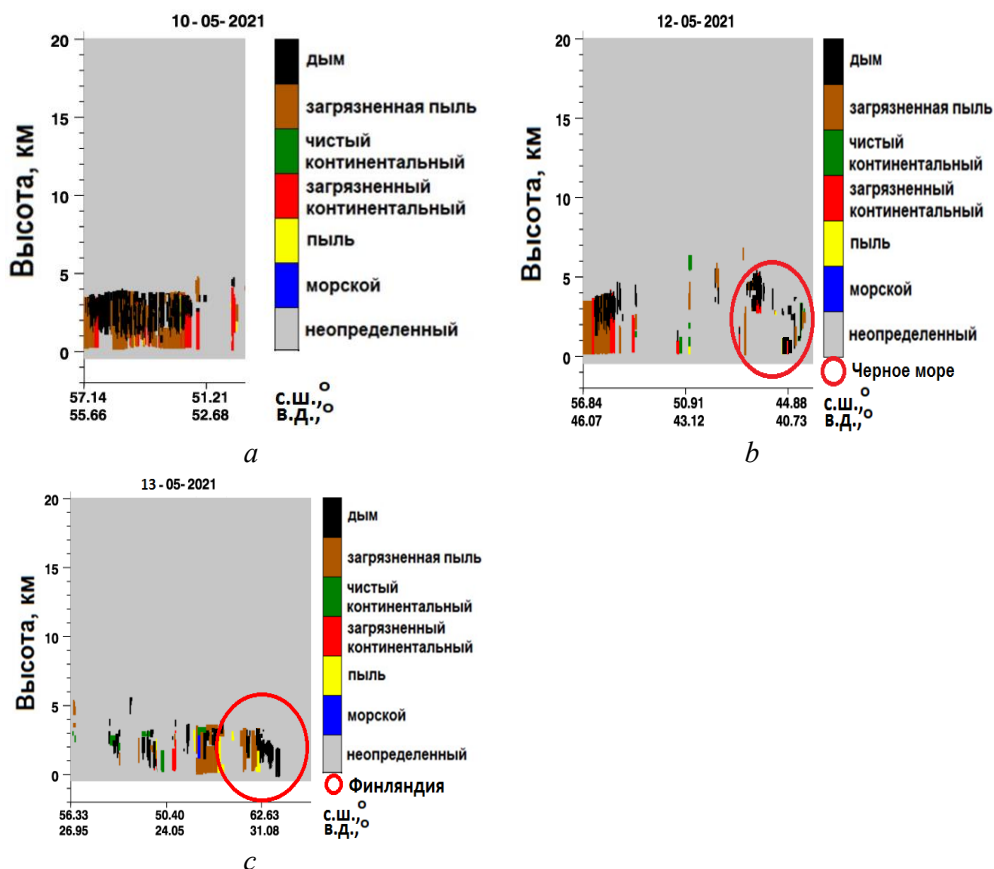 10 - 05- 2021
20
15
10
5
0
Высота, км
дым
загрязненная пыль
чистый
континентальный
загрязненный
континентальный
пыль
морской
неопределенный
57.14 51.21 с.ш.,°
55.66 52.68 в.д.,°
a
12-05-2021
20
15
10
5
0
Высота, км
дым
загрязненная пыль
чистый
континентальный
загрязненный
континентальный
пыль
морской
неопределенный
Черное море
56.84 50.91 44.88 с.ш.,°
46.07 43.12 40.73 в.д.,°
b
13 - 05-2021
20
15
10
5
0
Высота, км
дым
загрязненная пыль
чистый
континентальный
загрязненный
континентальный
пыль
морской
неопределенный
Финляндия
56.33 50.40 62.63 с.ш.,°
26.95 24.05 31.08 в.д.,°
c